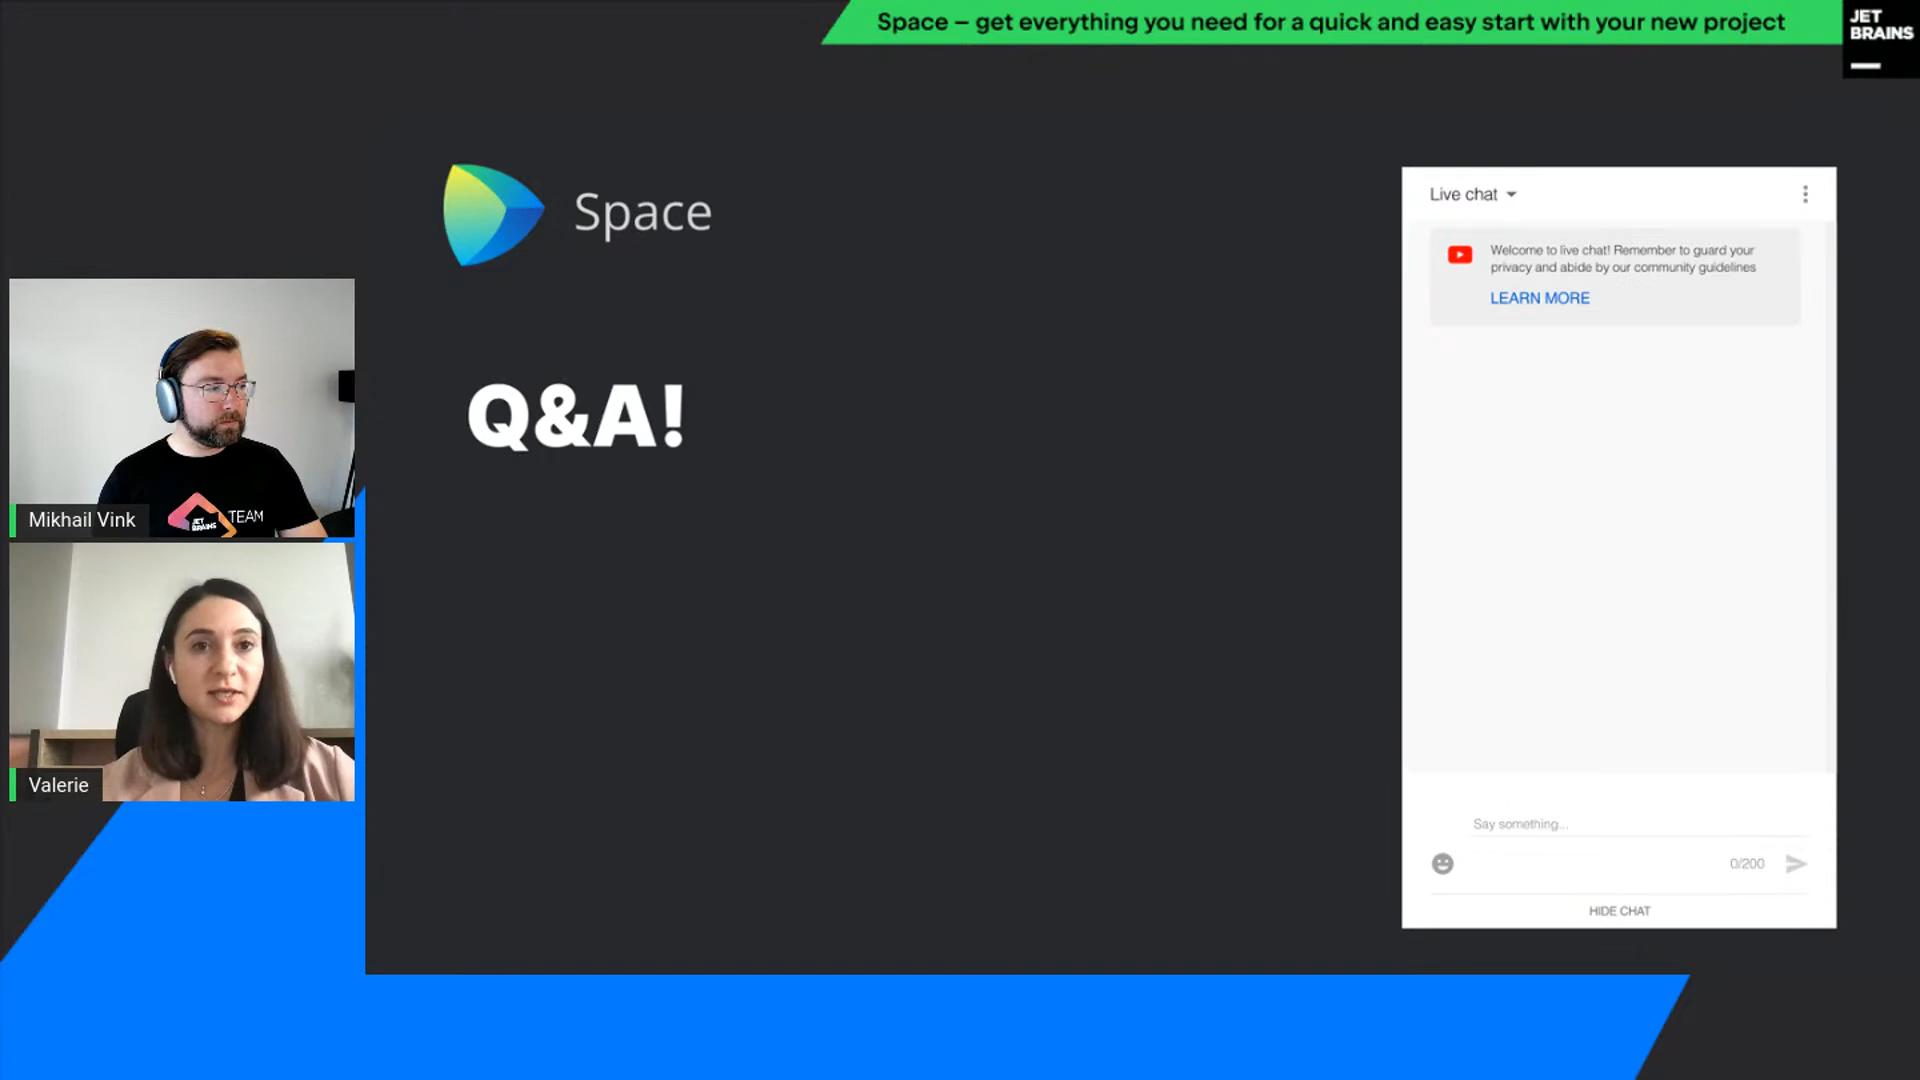 Space – get everything you need for a quick and easy start with your new project
JET
BRAINS
Space
Q&A!
Live chat
Welcome to live chat! Remember to guard your
privacy and abide by our community guidelines
LEARN MORE
JET
BRAINS
TEAM
Mikhail Vink
Valerie
Say something...
0/200
HIDE CHAT